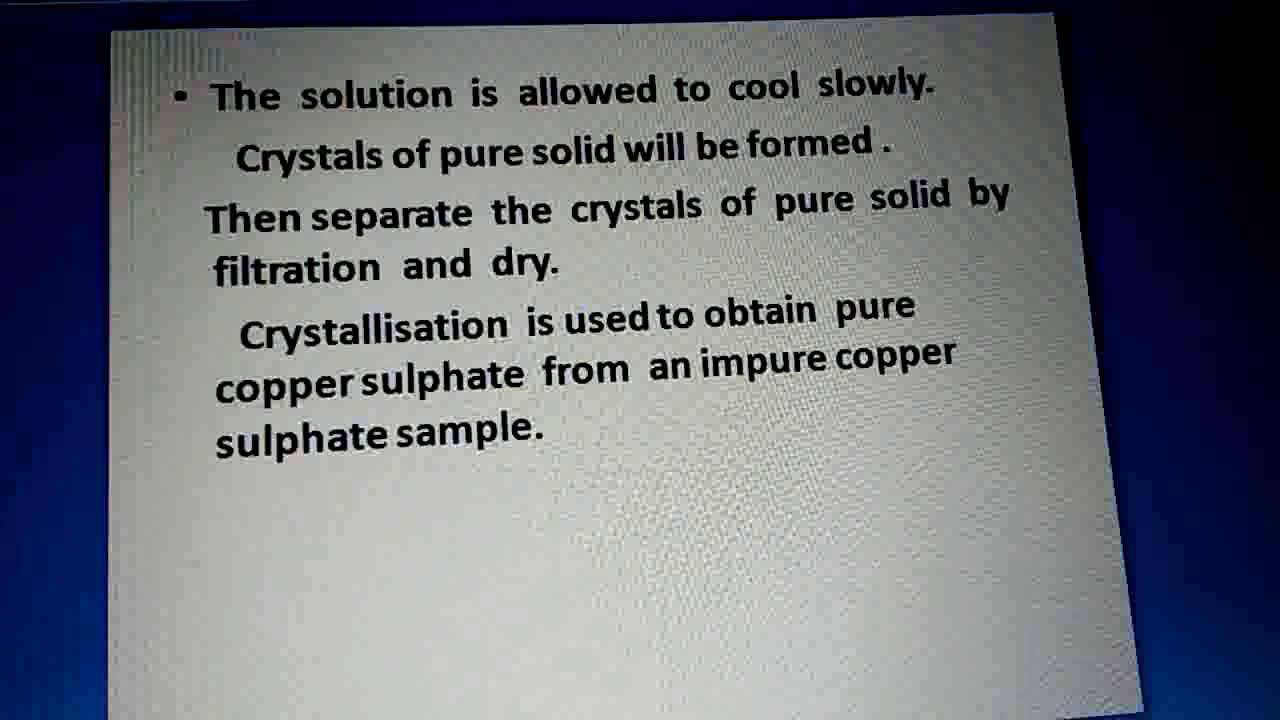 • The solution is allowed to cool slowly.
Crystals of pure solid will be formed .
Then separate the crystals of pure solid by
filtration and dry.
Crystallisation is used to obtain pure
copper sulphate from an impure copper
sulphate sample.